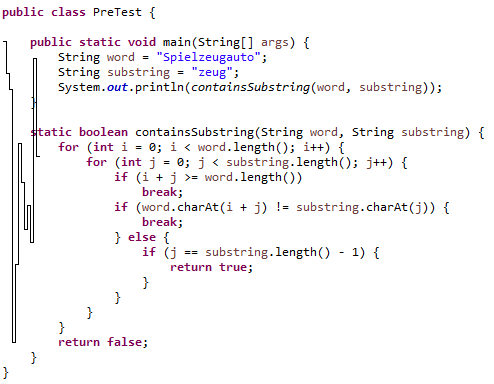 public class PreTest {
public static void main(String[] args) {
String word = "Spielzeugauto";
String substring = "zeug";
System.out.println(containsSubstring(word, substring));
}
static boolean containsSubstring(String word, String substring) {
for (int i = 0; i < word.length(); i++) {
for (int j = 0; j < substring.length(); j++) {
if (i + j >= word.length())
break;
if (word.charAt(i + j) != substring.charAt(j)) {
break;
} else {
if (j == substring.length() - 1) {
return true;
}
}
}
}
return false;
}
}